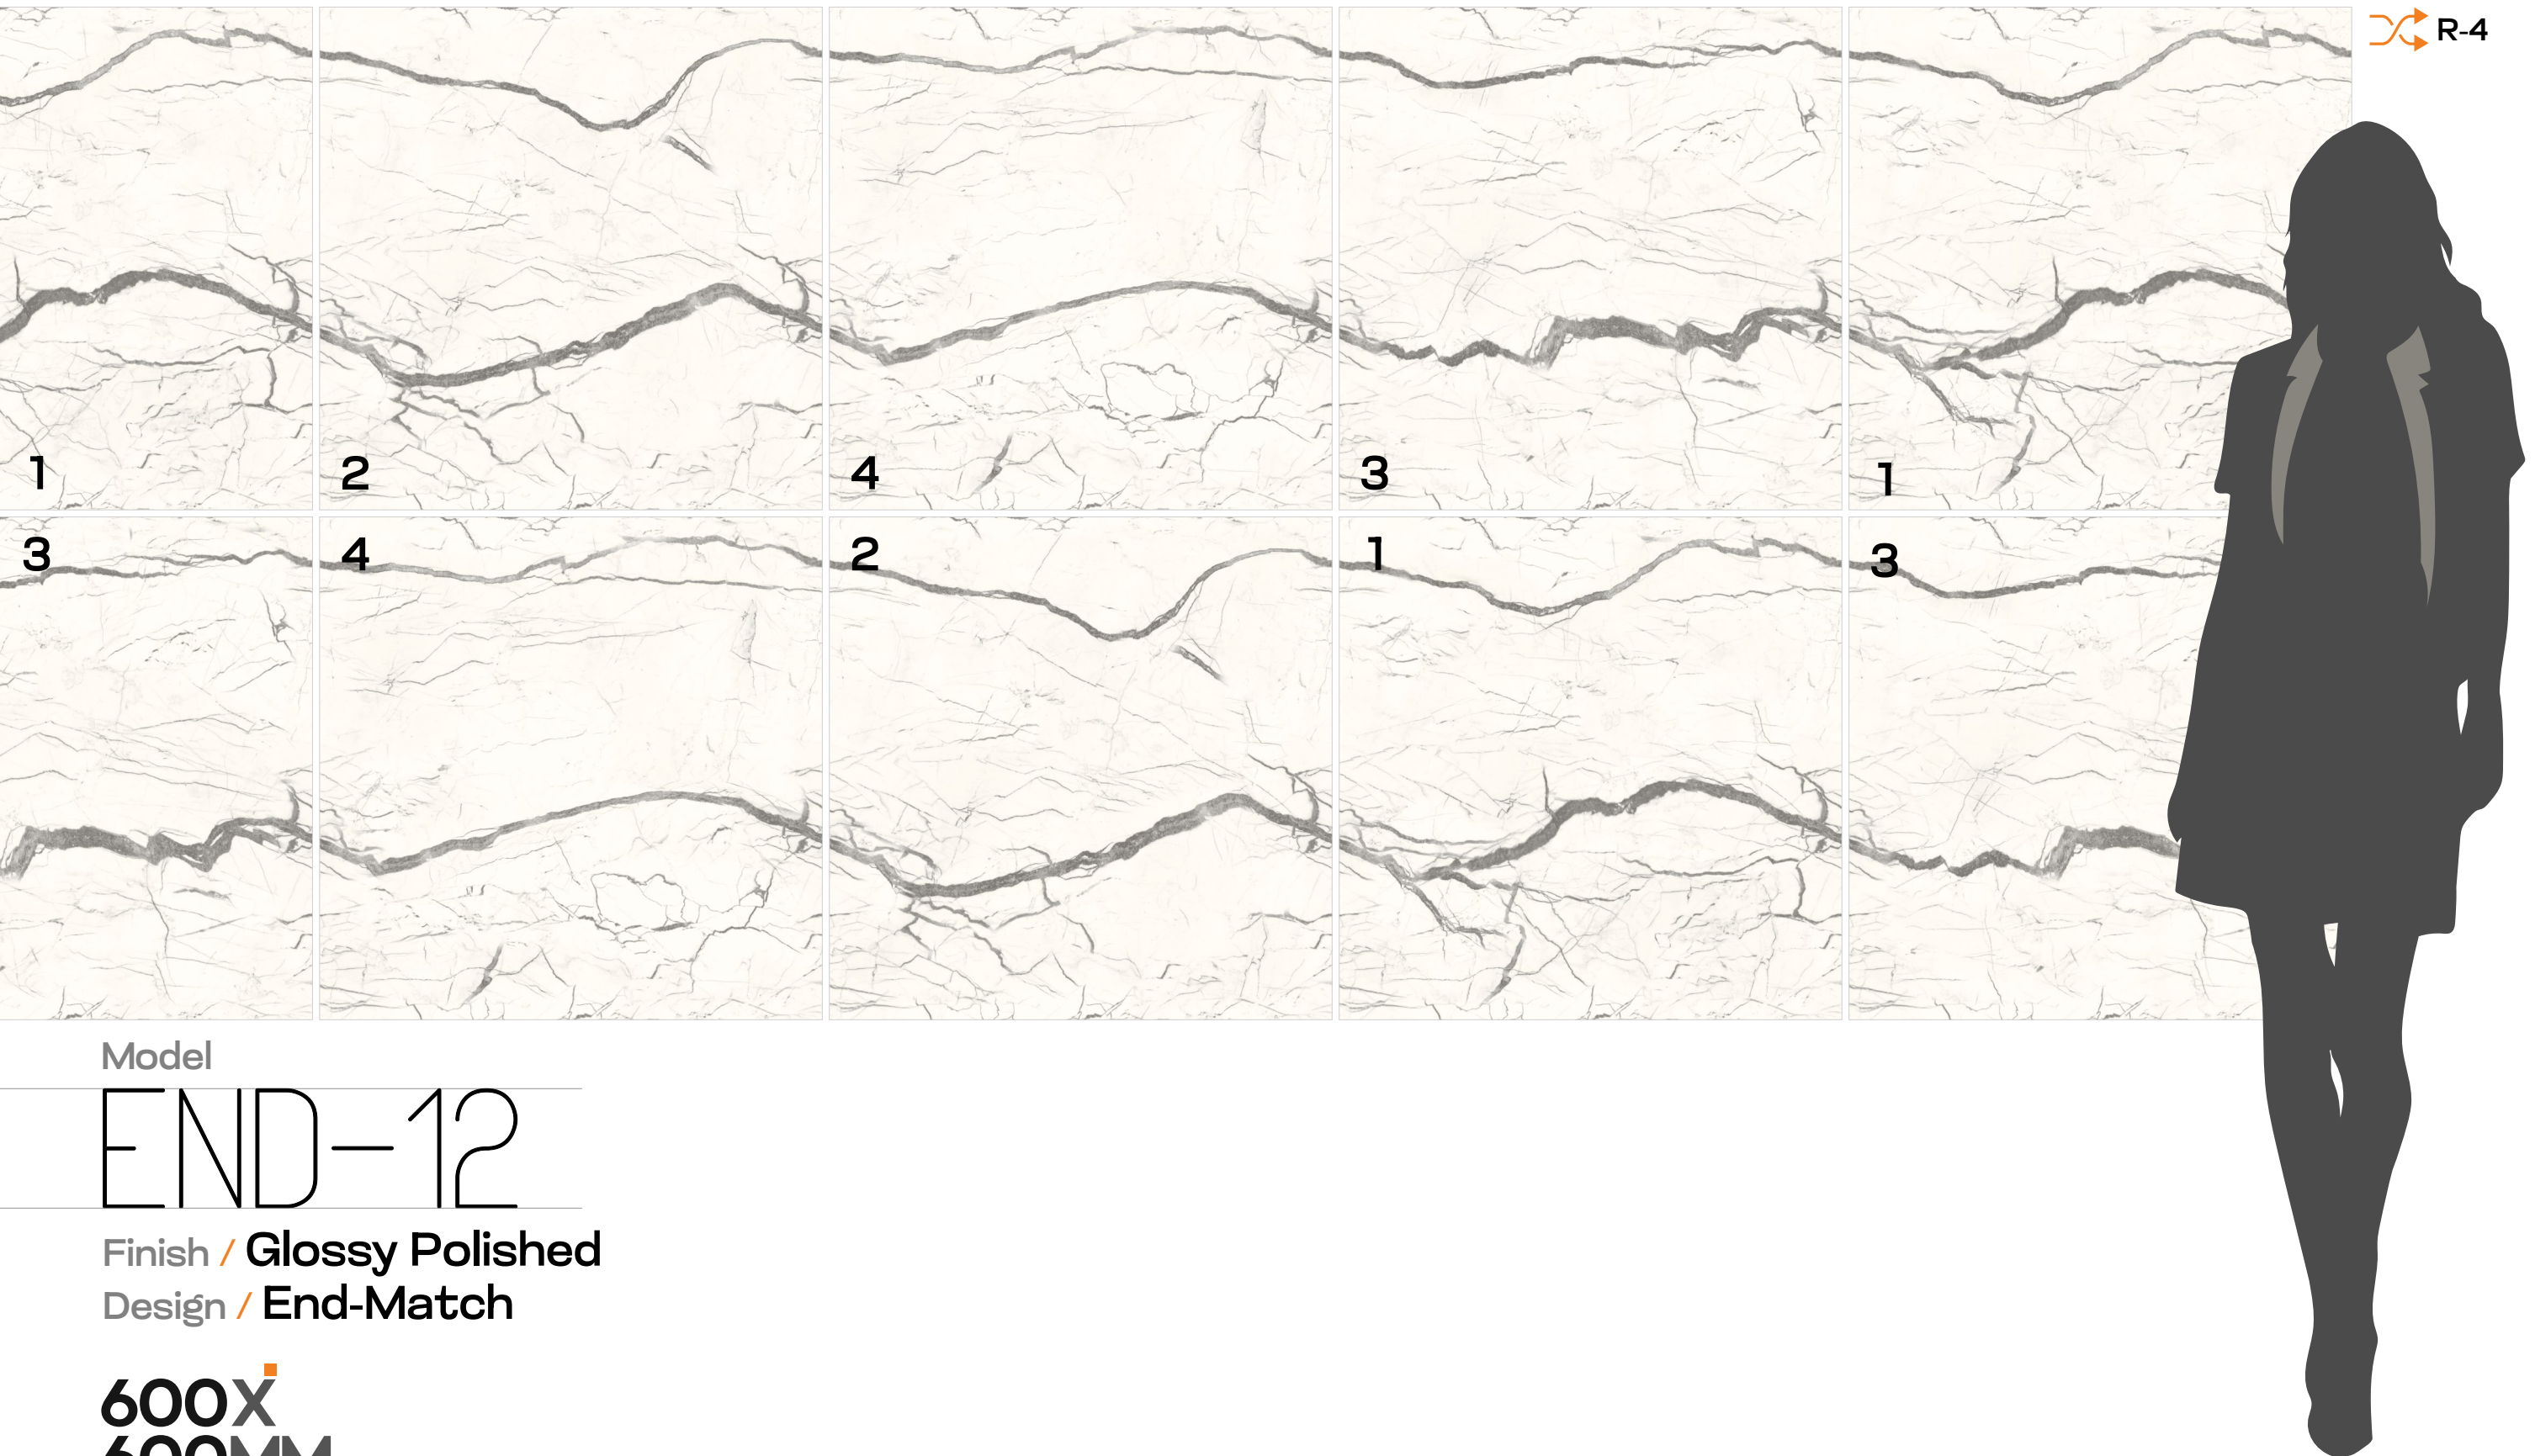 R-4
1 2 4 3 1
3 4 2 1 3
Model
END-12
Finish / Glossy Polished
Design / End-Match
600X
600MM